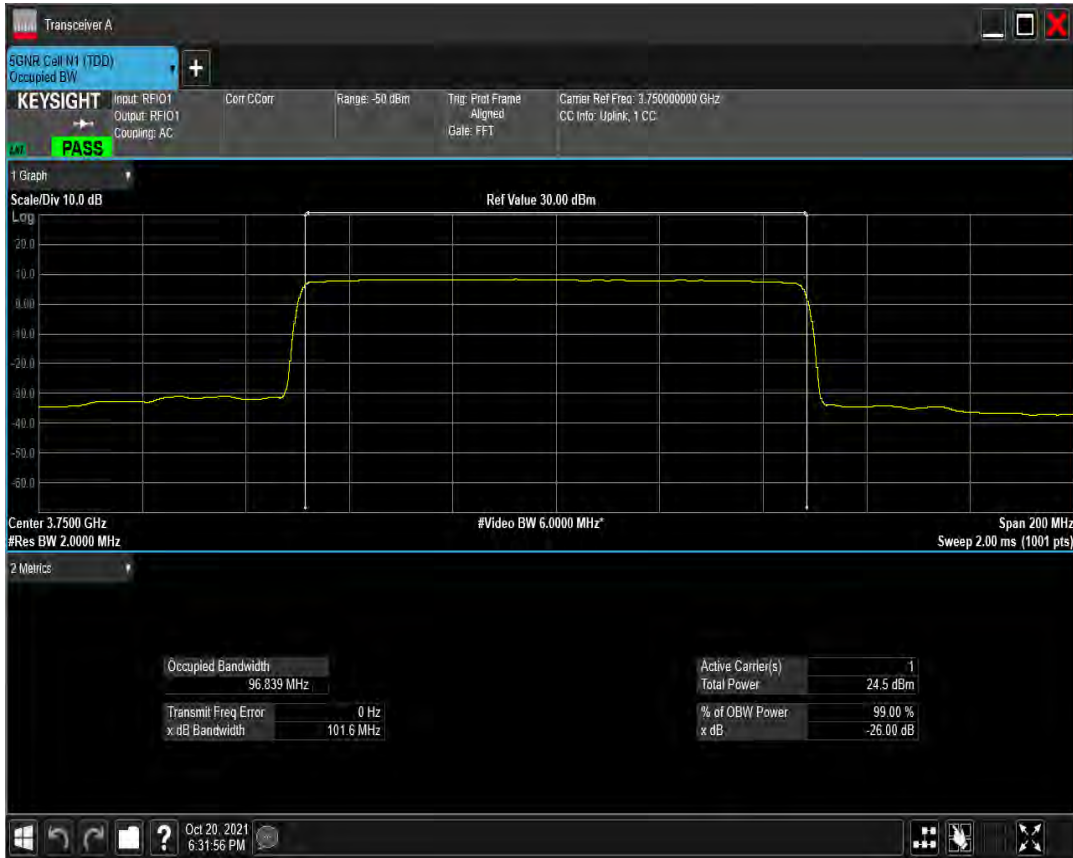 Transceiver A
5GNR Cell N1 (TDD)
Occupied BW
+
KEYSIGHT
Input: RFIO1
Output: RFIO1
Coupling: AC
Corr CCorr
Range: -50 dBm
Trig: Prot Frame
Aligned
Gate: FFT
Carrier Ref Freq: 3.750000000 GHz
CC Info: Uplink, 1 CC
PASS
1 Graph
Scale/Div 10.0 dB
Ref Value 30.00 dBm
Log
20.0
10.0
0.00
-10.0
-20.0
-30.0
-40.0
-50.0
-60.0
Center 3.7500 GHz
#Video BW 6.0000 MHz*
Span 200 MHz
#Res BW 2.0000 MHz
Sweep 2.00 ms (1001 pts)
2 Metrics
Occupied Bandwidth
96.839 MHz
Transmit Freq Error 0 Hz
x dB Bandwidth 101.6 MHz
Active Carrier(s) 1
Total Power 24.5 dBm
% of OBW Power 99.00 %
x dB -26.00 dB
?
Oct 20, 2021
6:31:56 PM